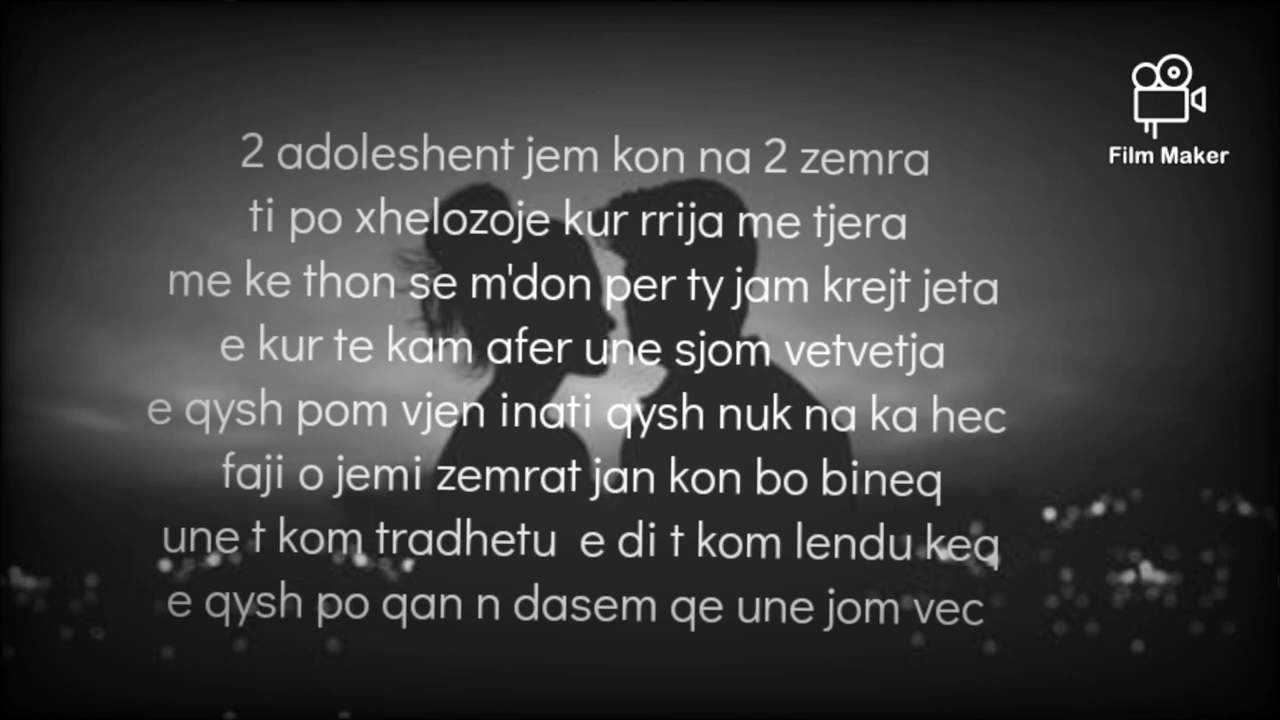 2 adoleshent jem kon na 2 zemra
ti po xhelozoje kur rrija me tjera
me ke thon se m'don per ty jam krejt jeta
e kur te kam afer une sjom vetvetja
e qysh pom vjen inati qysh nuk na ka hec
faji o jemi zemrat jan kon bo bineq
une t kom tradhetu e di t kom lendu keq
e qysh po qan n dasem qe une jom vec
Film Maker